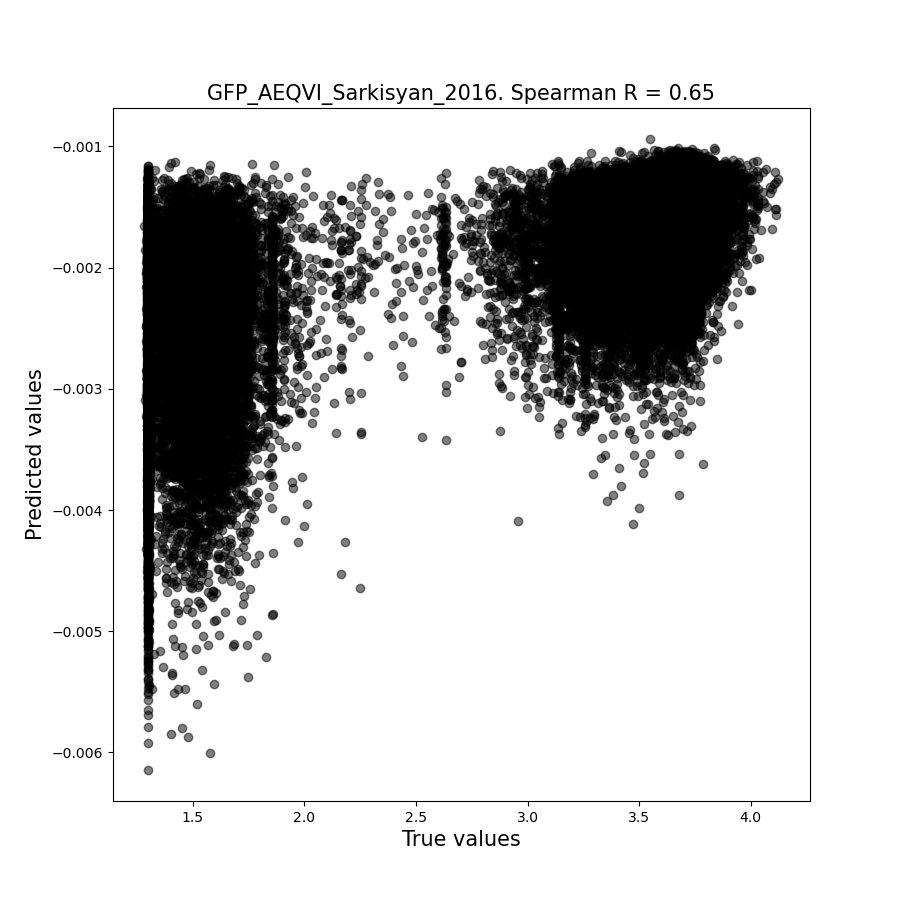 GFP_AEQVI_Sarkisyan_2016. Spearman R = 0.65
−0.001
−0.002
−0.003
−0.004
−0.005
−0.006
Predicted values
1.5 2.0 2.5 3.0 3.5 4.0
True values